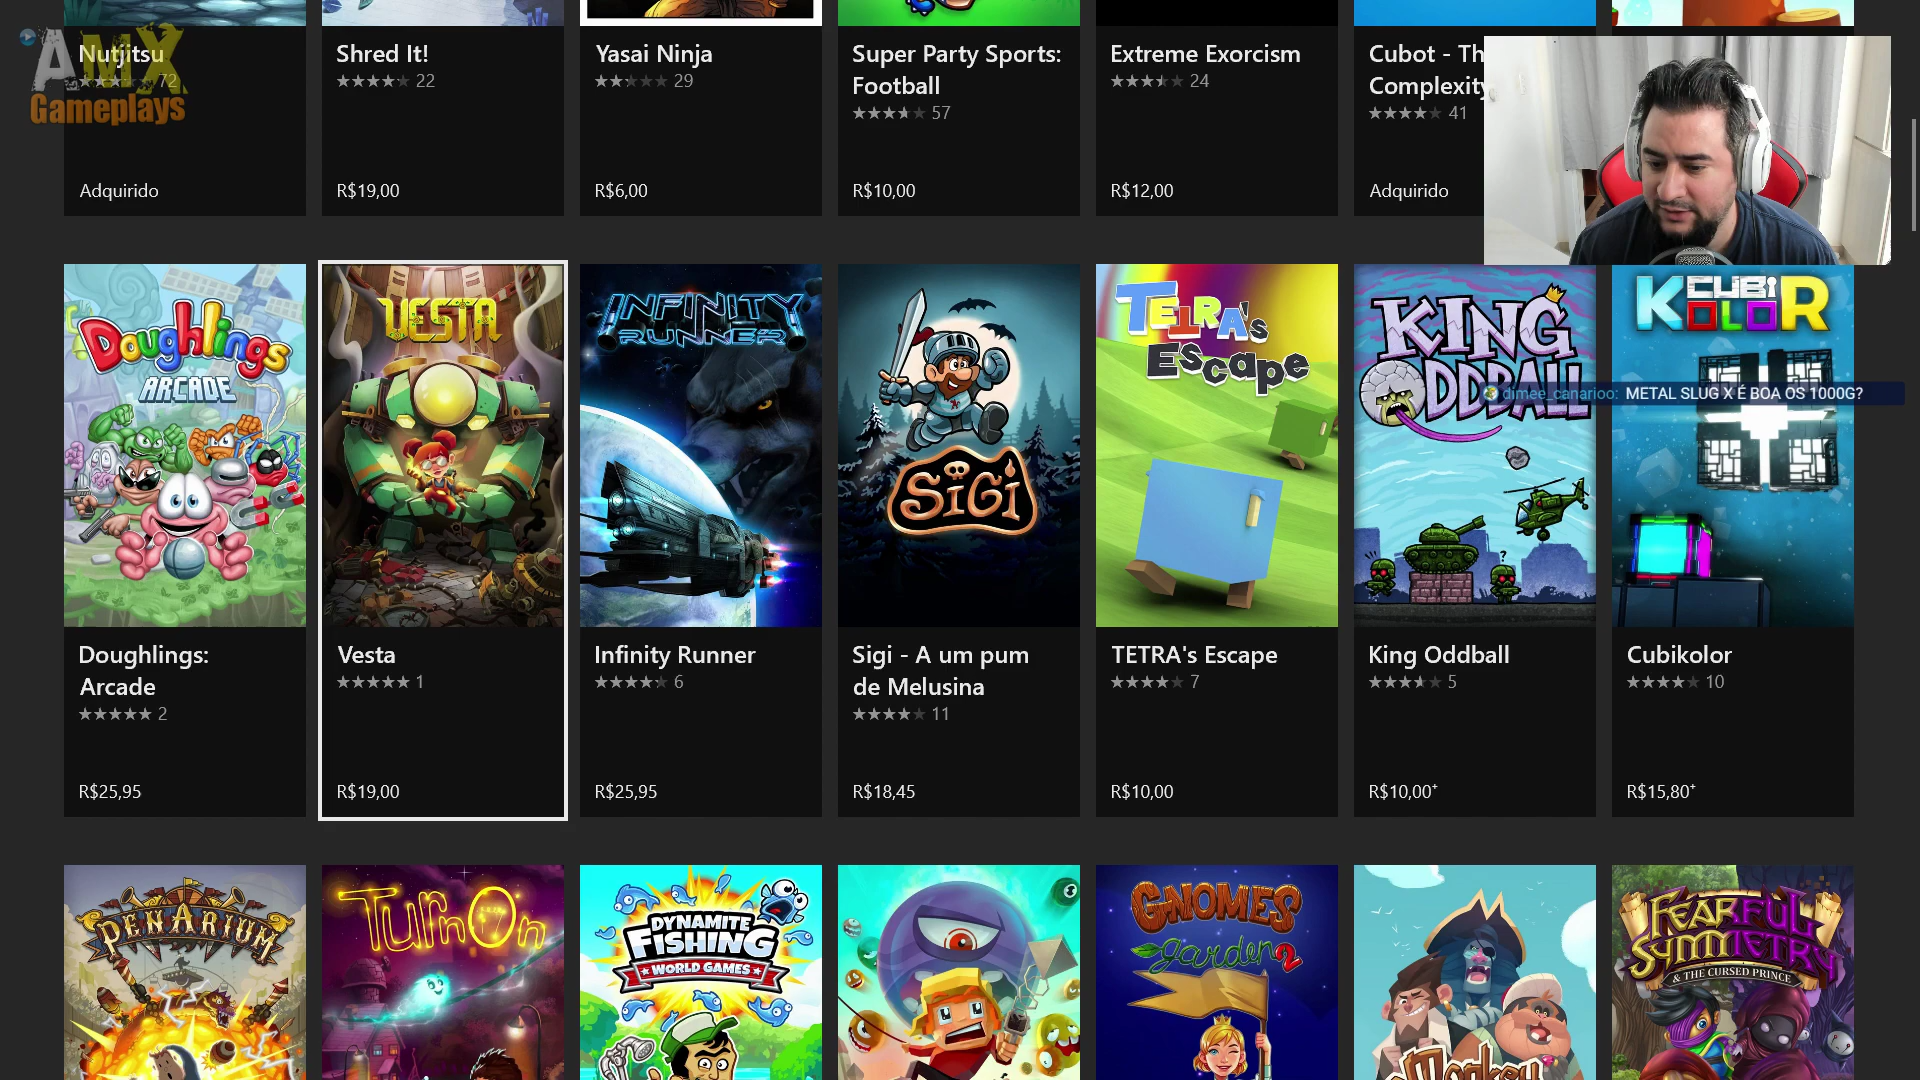 AMX
Gameplays
Nutjitsu
72
Adquirido
Shred It!
22
R$19,00
Yasai Ninja
29
R$6,00
Super Party Sports:
Football
57
R$10,00
Extreme Exorcism
24
R$12,00
Cubot - Th
Complexity
41
Adquirido
Doughlings
ARCADE
VESTA
INFINITY
RUNNER
SIGI
TETRA's
Escape
KING
ODDBALL
?
CUBI
KOLOR
dimee_canarioo: METAL SLUG X É BOA OS 1000G?
Doughlings:
Arcade
2
R$25,95
Vesta
1
R$19,00
Infinity Runner
6
R$25,95
Sigi - A um pum
de Melusina
11
R$18,45
TETRA's Escape
7
R$10,00
King Oddball
5
R$10,00+
Cubikolor
10
R$15,80+
PENARIUM
TurnOn
DYNAMITE
FISHING
WORLD GAMES
GNOMES
garden 2
Monkey
FEARFUL
SYMMETRY
& THE CURSED PRINCE